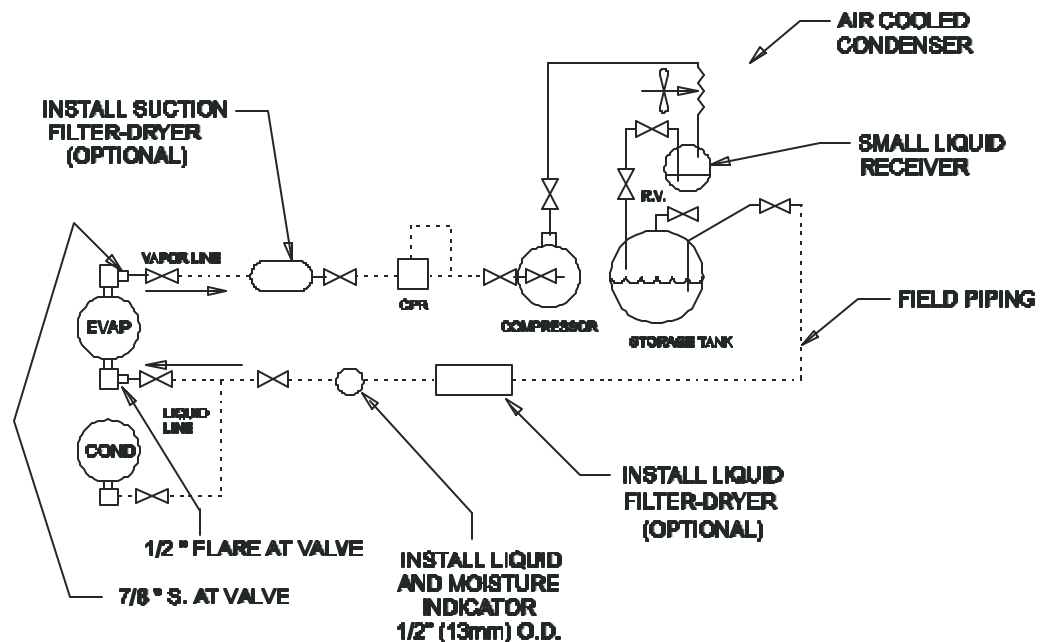 AIR COOLED
CONDENSER
INSTALL SUCTION
FILTER-DRYER
(OPTIONAL)
SMALL LIQUID
RECEIVER
R.V.
VAPOR LINE
CPR
EVAP
COMPRESSOR
STORAGE TANK
FIELD PIPING
LIQUID
LINE
COND
INSTALL LIQUID
FILTER-DRYER
(OPTIONAL)
1/2 " FLARE AT VALVE
INSTALL LIQUID
AND MOISTURE
INDICATOR
1/2" (13mm) O.D.
7/8 " S. AT VALVE